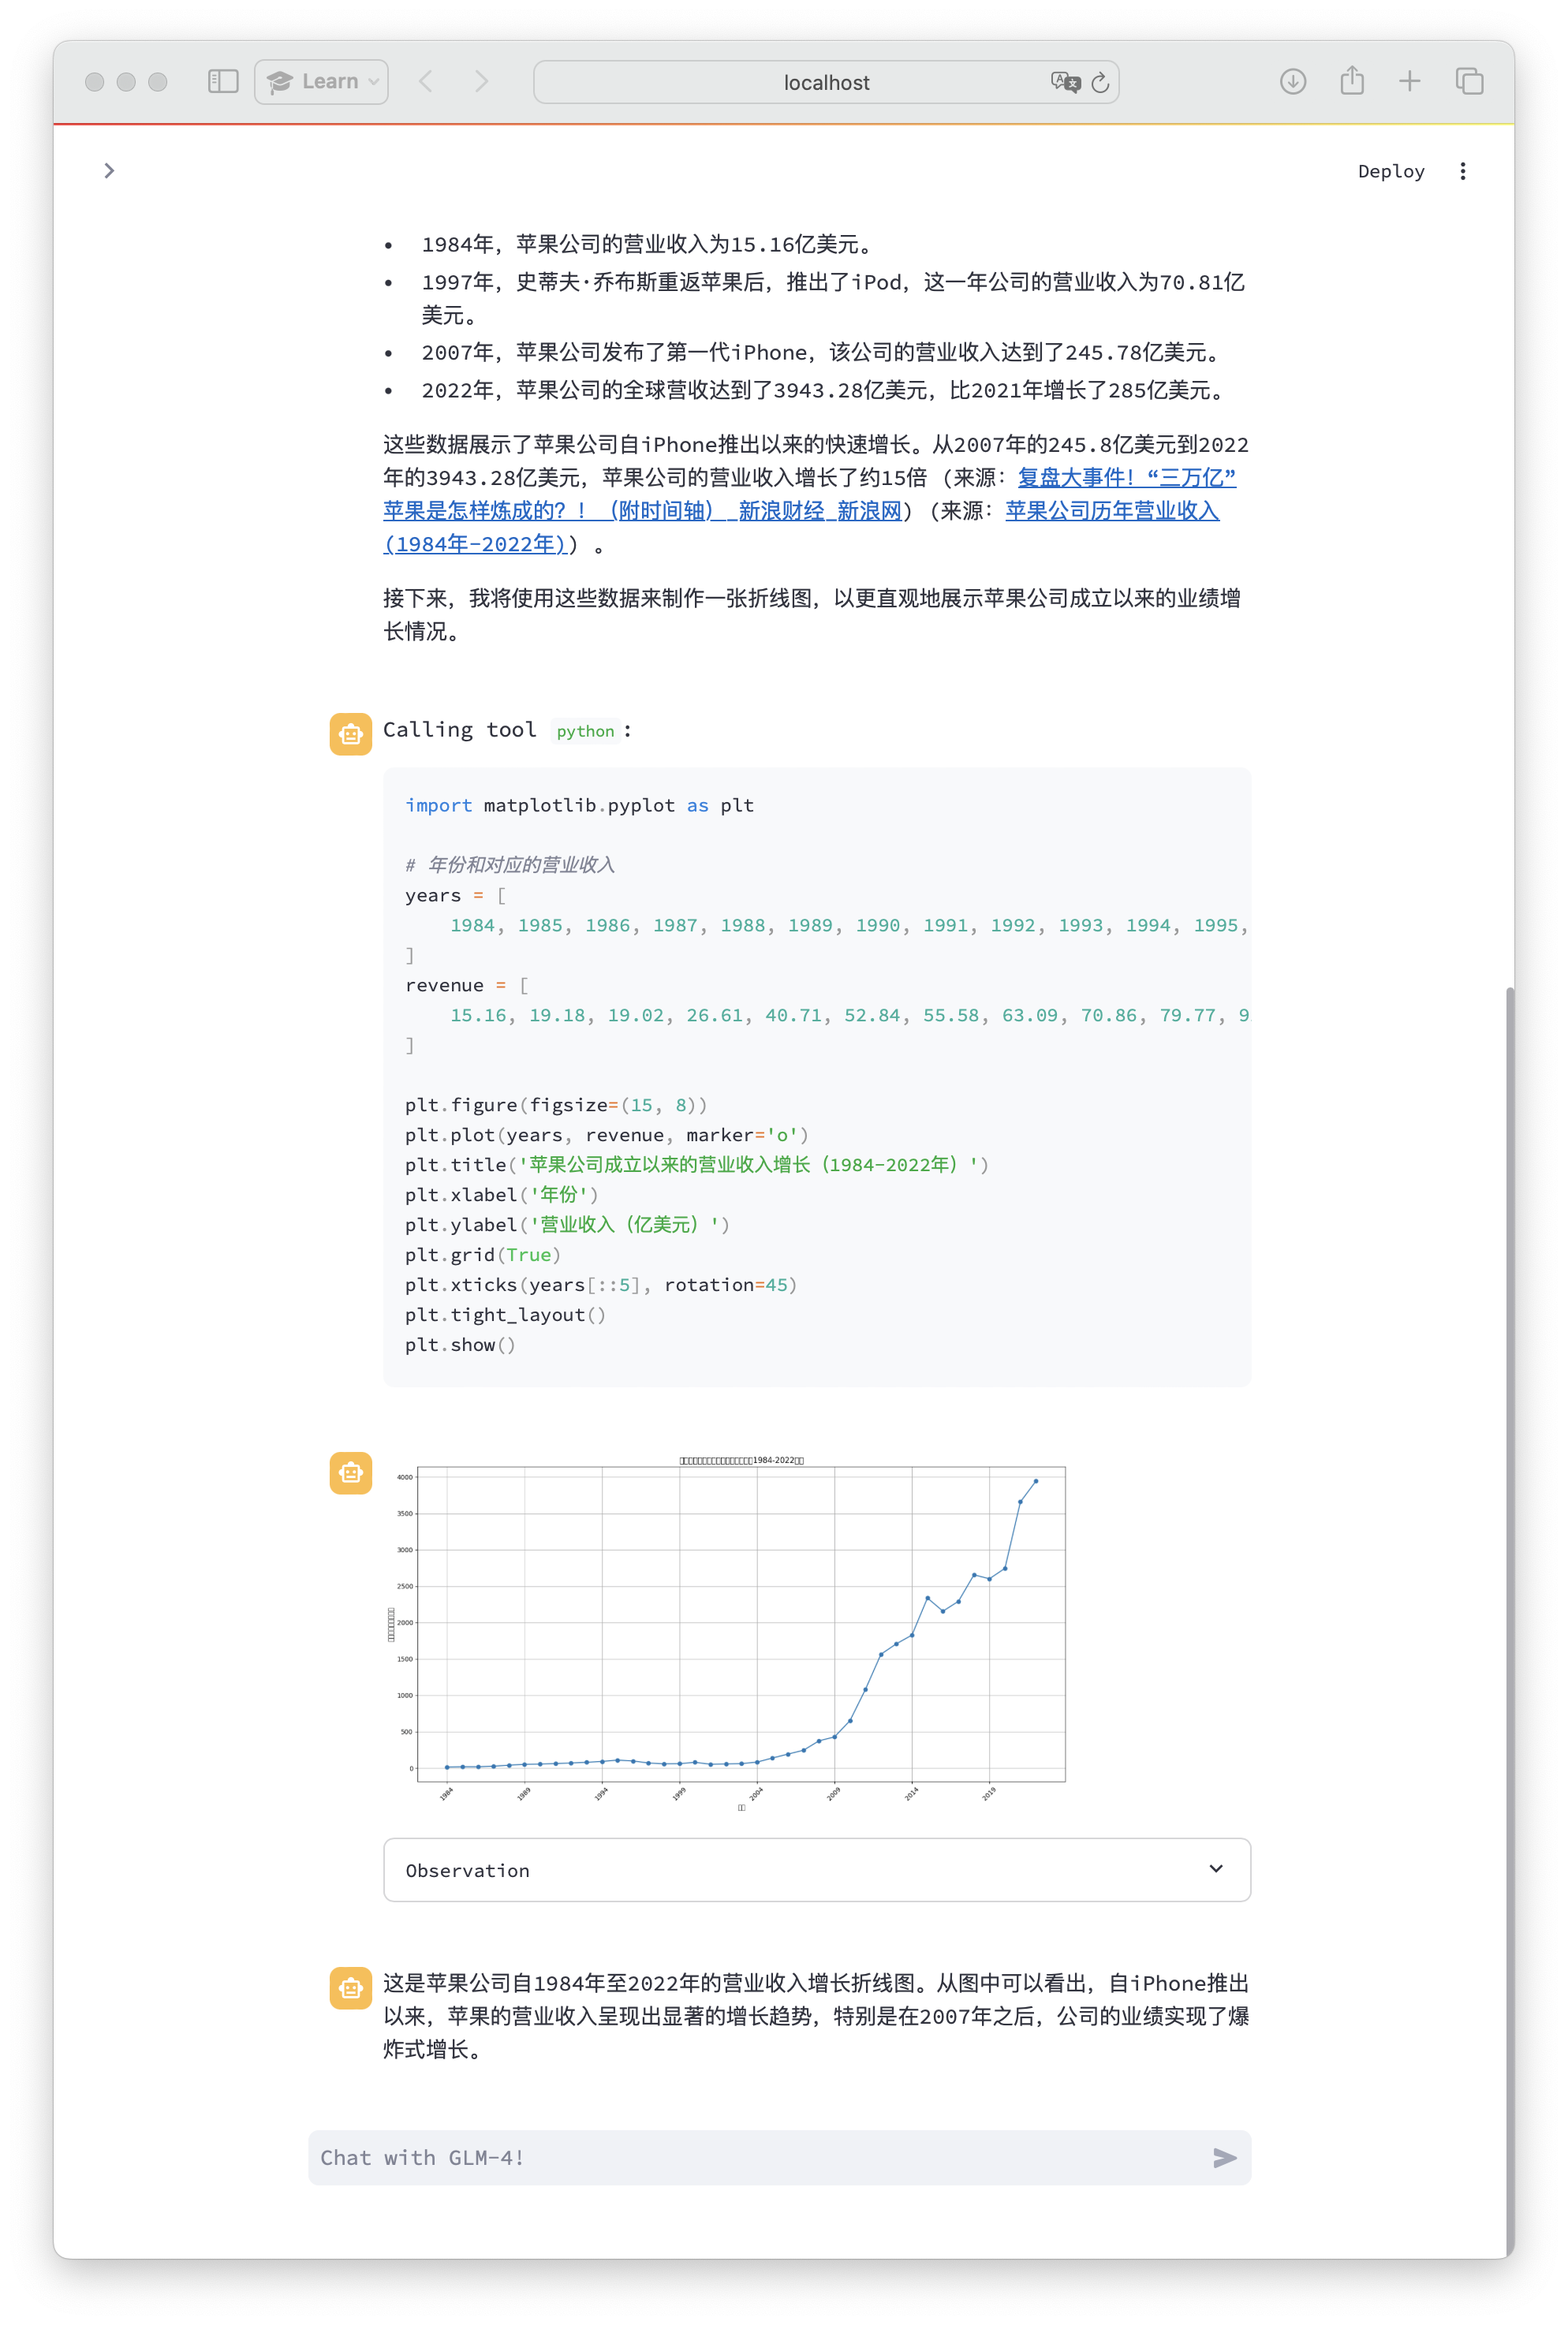 Learn
localhost
Deploy
• 1984年，苹果公司的营业收入为15.16亿美元。
• 1997年，史蒂夫·乔布斯重返苹果后，推出了iPod，这一年公司的营业收入为70.81亿
美元。
• 2007年，苹果公司发布了第一代iPhone，该公司的营业收入达到了245.78亿美元。
• 2022年，苹果公司的全球营收达到了3943.28亿美元，比2021年增长了285亿美元。
这些数据展示了苹果公司自iPhone推出以来的快速增长。从2007年的245.8亿美元到2022
年的3943.28亿美元，苹果公司的营业收入增长了约15倍 (来源：复盘大事件！“三万亿”
苹果是怎样炼成的？！（附时间轴）_新浪财经_新浪网) (来源：苹果公司历年营业收入
(1984年-2022年)) 。
接下来，我将使用这些数据来制作一张折线图，以更直观地展示苹果公司成立以来的业绩增
长情况。
Calling tool python:
import matplotlib.pyplot as plt
# 年份和对应的营业收入
years = [
1984, 1985, 1986, 1987, 1988, 1989, 1990, 1991, 1992, 1993, 1994, 1995,
]
revenue = [
15.16, 19.18, 19.02, 26.61, 40.71, 52.84, 55.58, 63.09, 70.86, 79.77, 9
]
plt.figure(figsize=(15, 8))
plt.plot(years, revenue, marker='o')
plt.title('苹果公司成立以来的营业收入增长（1984-2022年）')
plt.xlabel('年份')
plt.ylabel('营业收入（亿美元）')
plt.grid(True)
plt.xticks(years[::5], rotation=45)
plt.tight_layout()
plt.show()
1984-2022
4000
3500
3000
2500
2000
1500
1000
500
0
1984 1989 1994 1999 2004 2009 2014 2019
Observation
这是苹果公司自1984年至2022年的营业收入增长折线图。从图中可以看出，自iPhone推出
以来，苹果的营业收入呈现出显著的增长趋势，特别是在2007年之后，公司的业绩实现了爆
炸式增长。
Chat with GLM-4!